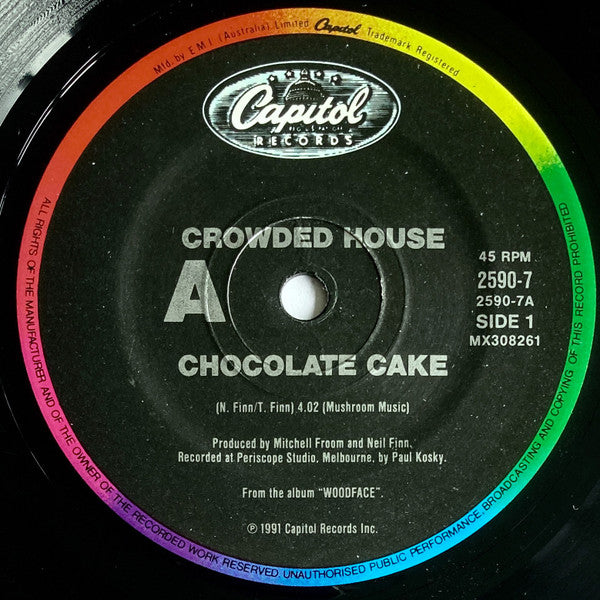 Mfd. by E.M.I. (Australia) Limited Capitol Trademark Registered
Capitol
RECORDS
CROWDED HOUSE
A
45 RPM
2590-7
2590-7A
SIDE 1
MX308261
CHOCOLATE CAKE
(N. Finn/T. Finn) 4.02 (Mushroom Music)
Produced by Mitchell Froom and Neil Finn.
Recorded at Periscope Studio, Melbourne, by Paul Kosky.
From the album "WOODFACE".
℗ 1991 Capitol Records Inc.
ALL RIGHTS OF THE MANUFACTURER AND OF THE OWNER OF THE RECORDED WORK RESERVED. UNAUTHORISED PUBLIC PERFORMANCE, BROADCASTING AND COPYING OF THIS RECORD PROHIBITED